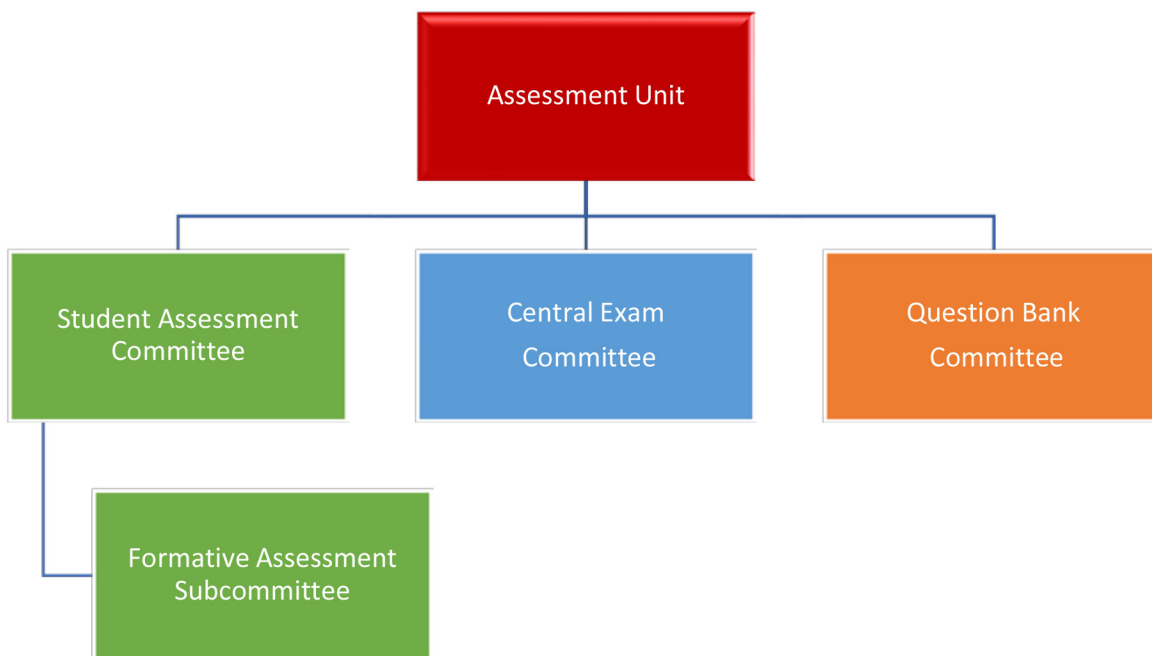 Assessment Unit
Student Assessment
Committee
Central Exam
Committee
Question Bank
Committee
Formative Assessment
Subcommittee